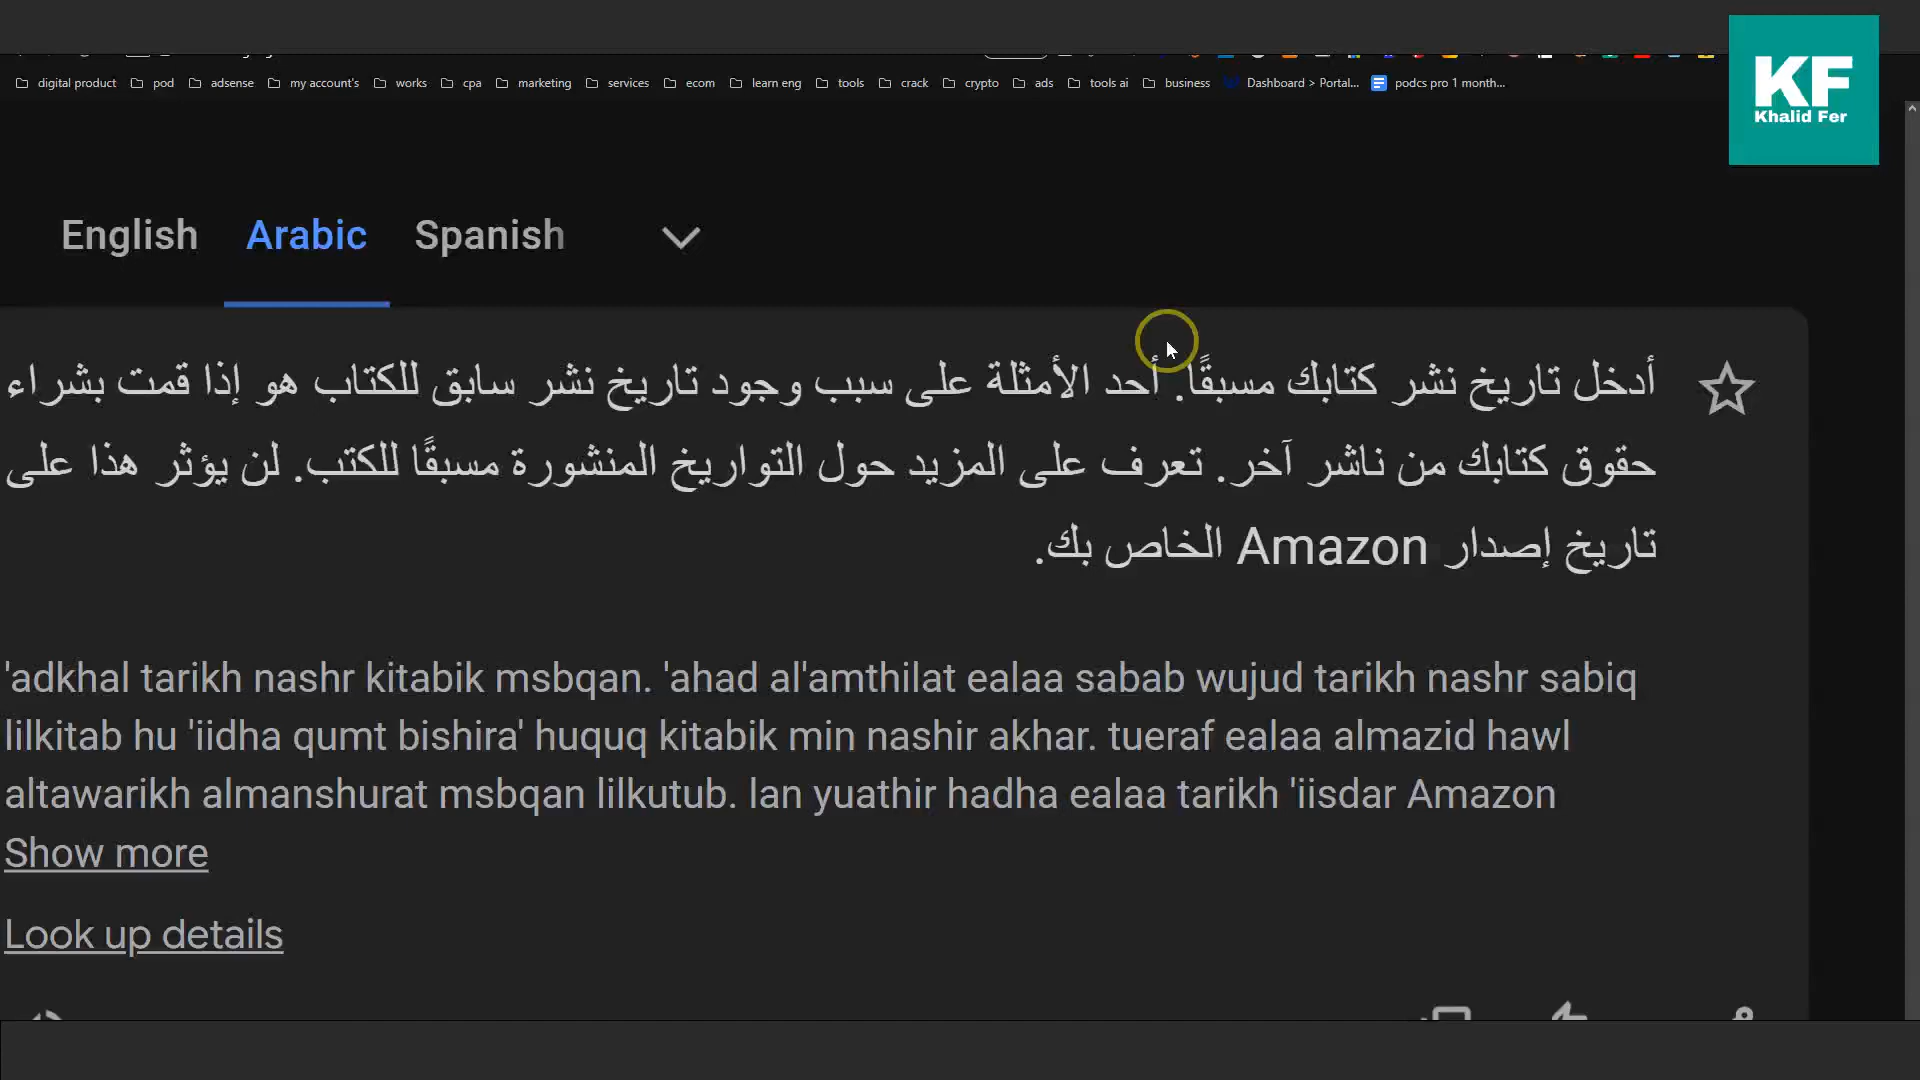 digital product pod adsense my account's works cpa marketing services ecom learn eng tools crack crypto ads tools ai business Dashboard > Portal... podcs pro 1 month...
KF
Khalid Fer
English Arabic Spanish
أدخل تاريخ نشر كتابك مسبقًا. أحد الأمثلة على سبب وجود تاريخ نشر سابق للكتاب هو إذا قمت بشراء
حقوق كتابك من ناشر آخر. تعرف على المزيد حول التواريخ المنشورة مسبقًا للكتب. لن يؤثر هذا على
تاريخ إصدار Amazon الخاص بك.
'adkhal tarikh nashr kitabik msbqan. 'ahad al'amthilat ealaa sabab wujud tarikh nashr sabiq
lilkitab hu 'iidha qumt bishira' huquq kitabik min nashir akhar. tueraf ealaa almazid hawl
altawarikh almanshurat msbqan lilkutub. lan yuathir hadha ealaa tarikh 'iisdar Amazon
Show more
Look up details